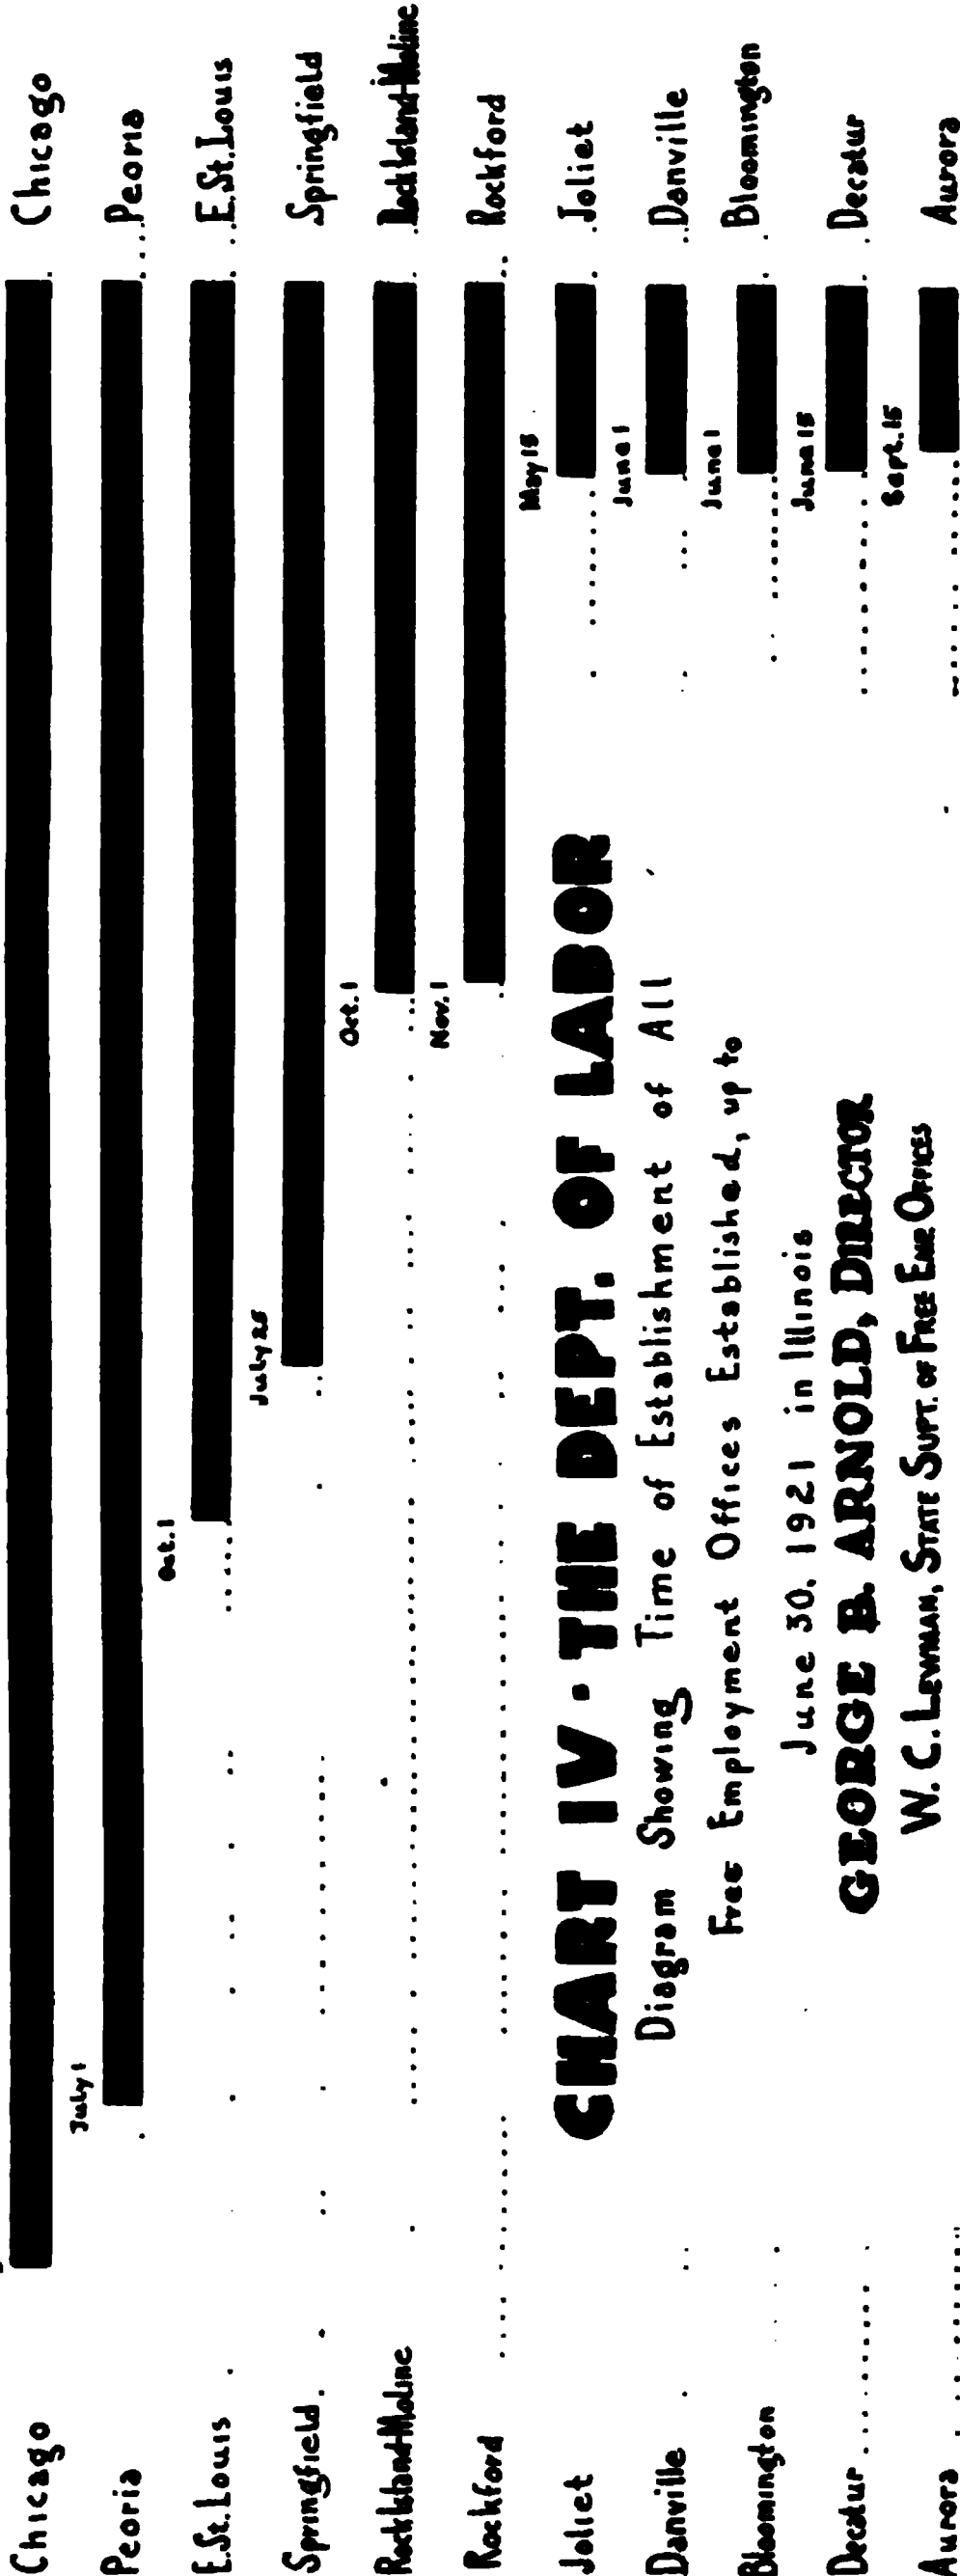 Chicago Chicago
July 1
Peoria Peoria
Oct. 1
E.St.Louis E.St.Louis
July 25
Springfield Springfield
Oct. 1
Rock Island-Moline Rock Island-Moline
Nov. 1
Rockford Rockford
May 15
Joliet Joliet
June 1
Danville Danville
June 1
Bloomington Bloomington
June 15
Decatur Decatur
Sept. 15
Aurora Aurora
CHART IV - THE DEPT. OF LABOR
Diagram Showing Time of Establishment of All
Free Employment Offices Established, up to
June 30, 1921 in Illinois
GEORGE B. ARNOLD, DIRECTOR
W. C. LEWMAN, STATE SUPT. OF FREE EMP. OFFICES